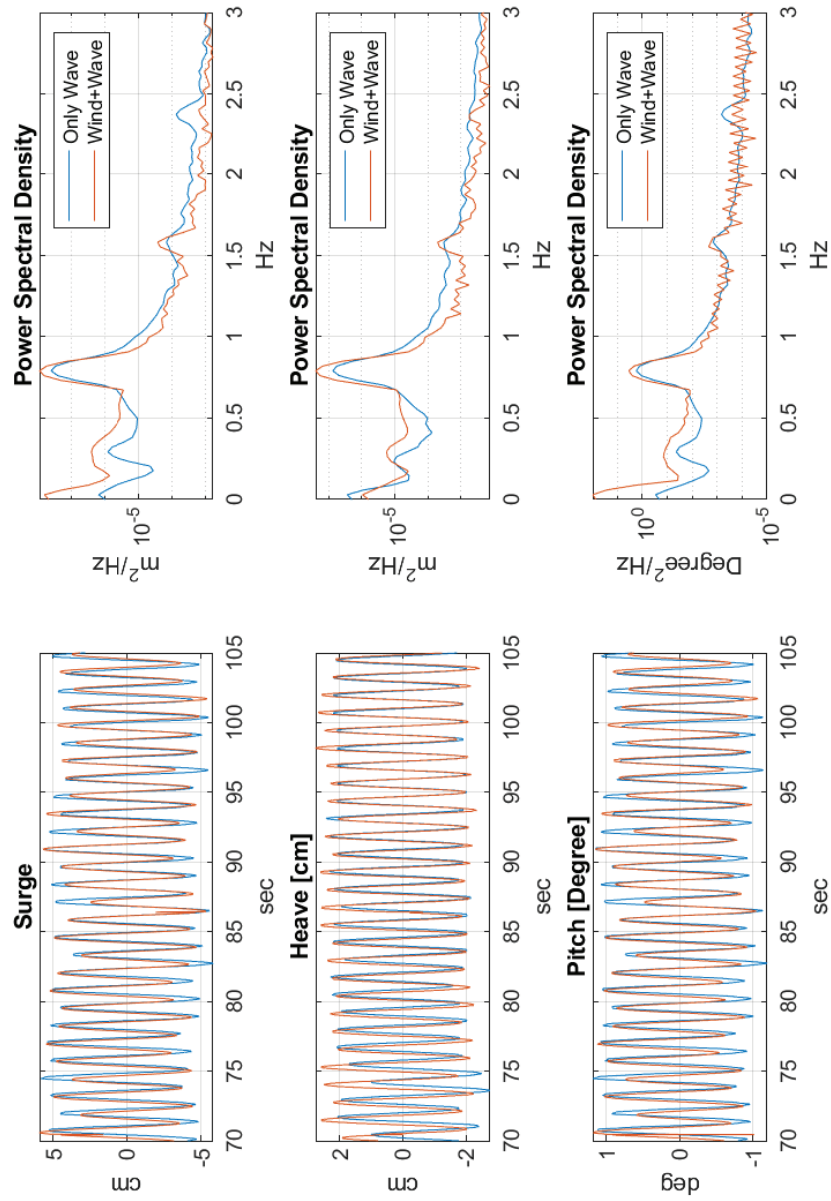 Surge
5
0
-5
cm
70 75 80 85 90 95 100 105
sec
Power Spectral Density
Only Wave
Wind+Wave
10^-5
m^2/Hz
0 0.5 1 1.5 2 2.5 3
Hz
Heave [cm]
2
0
-2
cm
70 75 80 85 90 95 100 105
sec
Power Spectral Density
Only Wave
Wind+Wave
10^-5
m^2/Hz
0 0.5 1 1.5 2 2.5 3
Hz
Pitch [Degree]
1
0
-1
deg
70 75 80 85 90 95 100 105
sec
Power Spectral Density
Only Wave
Wind+Wave
10^0
10^-5
Degree^2/Hz
0 0.5 1 1.5 2 2.5 3
Hz